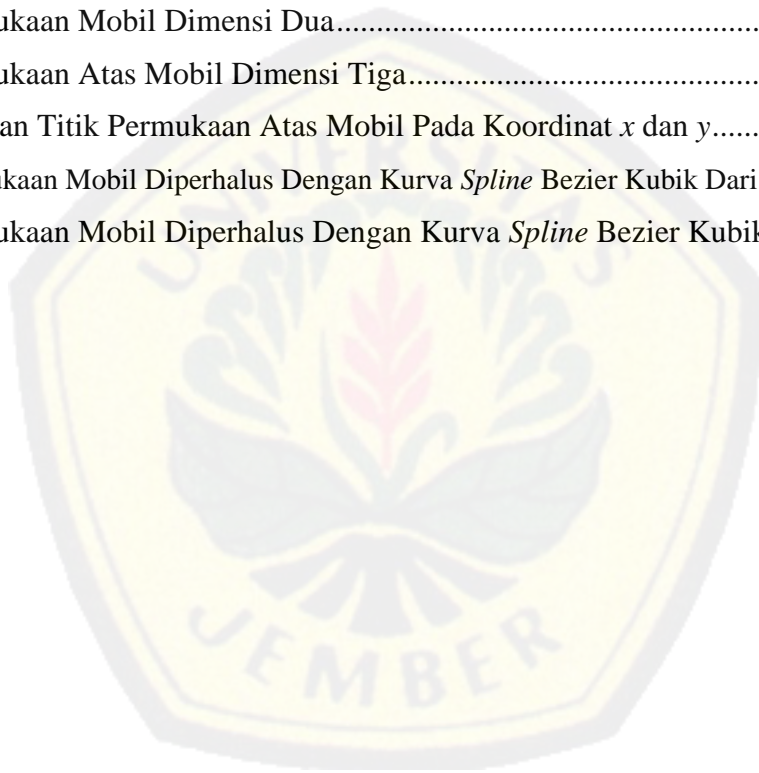 ukaan Mobil Dimensi Dua..................................................
ukaan Atas Mobil Dimensi Tiga..........................................
an Titik Permukaan Atas Mobil Pada Koordinat x dan y......
ukaan Mobil Diperhalus Dengan Kurva Spline Bezier Kubik Dari
ukaan Mobil Diperhalus Dengan Kurva Spline Bezier Kubik
UNIVERSITAS
JEMBER